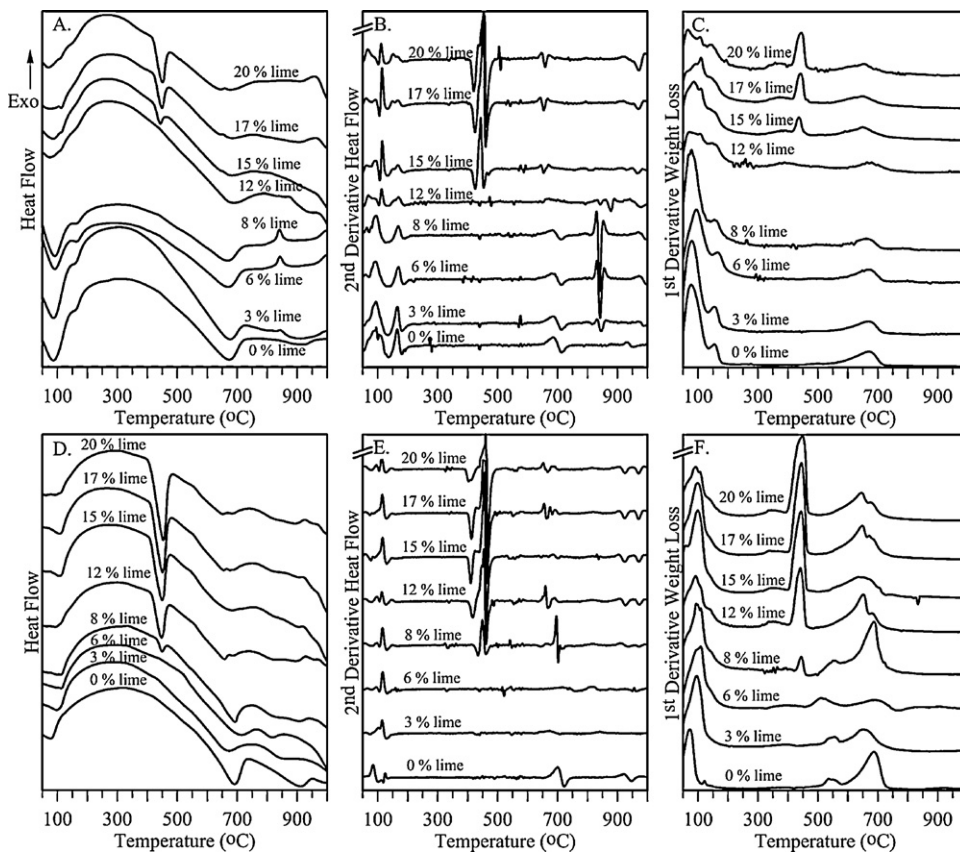 A.
Exo
Heat Flow
20 % lime
17 % lime
15 % lime
12 % lime
8 % lime
6 % lime
3 % lime
0 % lime
100 300 500 700 900
Temperature (oC)
B.
2nd Derivative Heat Flow
20 % lime
17 % lime
15 % lime
12 % lime
8 % lime
6 % lime
3 % lime
0 % lime
100 300 500 700 900
Temperature (oC)
C.
1st Derivative Weight Loss
20 % lime
17 % lime
15 % lime
12 % lime
8 % lime
6 % lime
3 % lime
0 % lime
100 300 500 700 900
Temperature (oC)
D.
Heat Flow
20 % lime
17 % lime
15 % lime
12 % lime
8 % lime
6 % lime
3 % lime
0 % lime
100 300 500 700 900
Temperature (oC)
E.
2nd Derivative Heat Flow
20 % lime
17 % lime
15 % lime
12 % lime
8 % lime
6 % lime
3 % lime
0 % lime
100 300 500 700 900
Temperature (oC)
F.
1st Derivative Weight Loss
20 % lime
17 % lime
15 % lime
12 % lime
8 % lime
6 % lime
3 % lime
0 % lime
100 300 500 700 900
Temperature (oC)